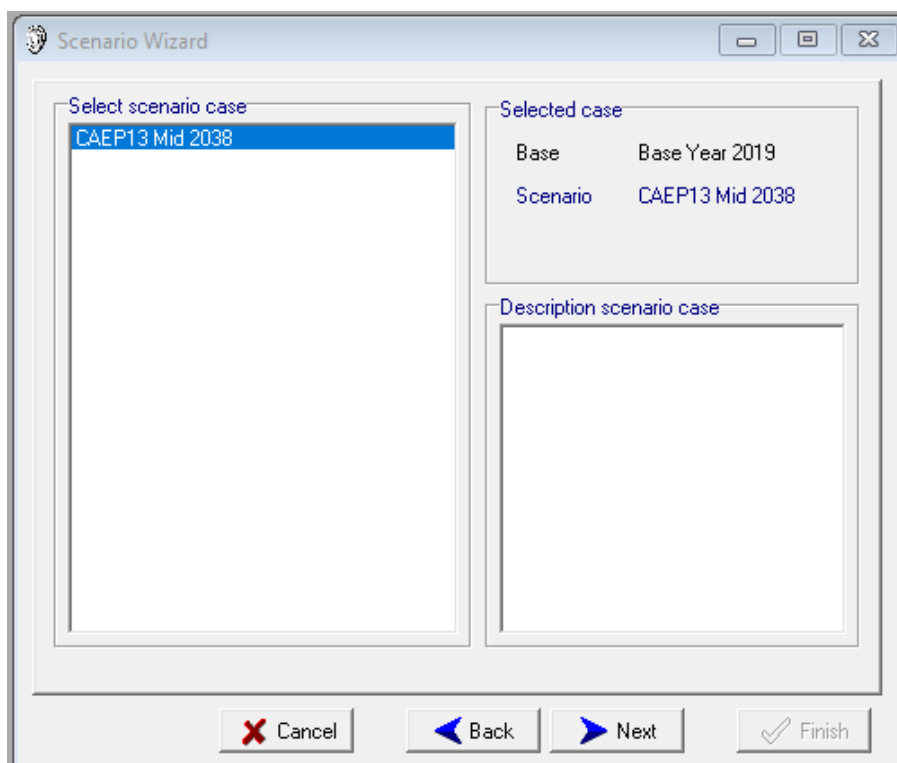 Scenario Wizard
Select scenario case
CAEP13 Mid 2038
Selected case
Base Base Year 2019
Scenario CAEP13 Mid 2038
Description scenario case
Cancel Back Next Finish